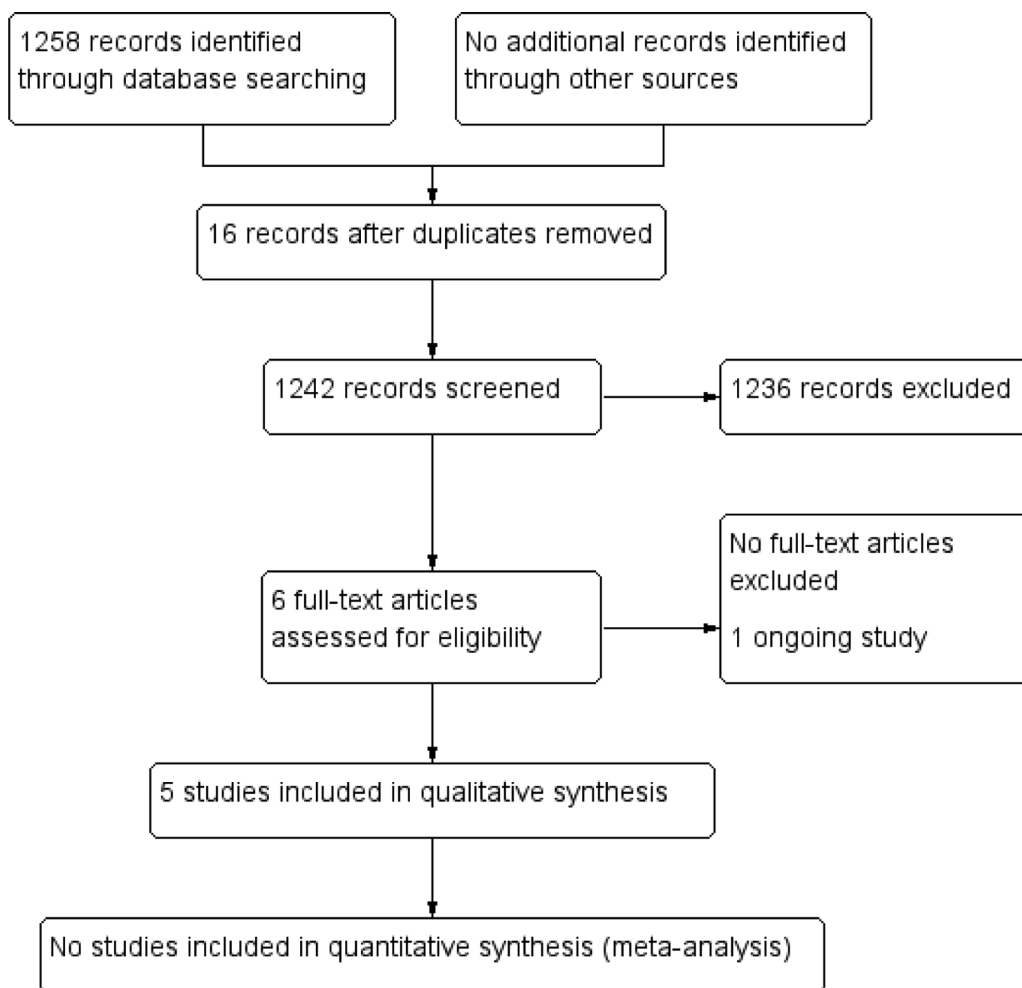 1258 records identified
through database searching
No additional records identified
through other sources
16 records after duplicates removed
1242 records screened
1236 records excluded
6 full-text articles
assessed for eligibility
No full-text articles
excluded
1 ongoing study
5 studies included in qualitative synthesis
No studies included in quantitative synthesis (meta-analysis)